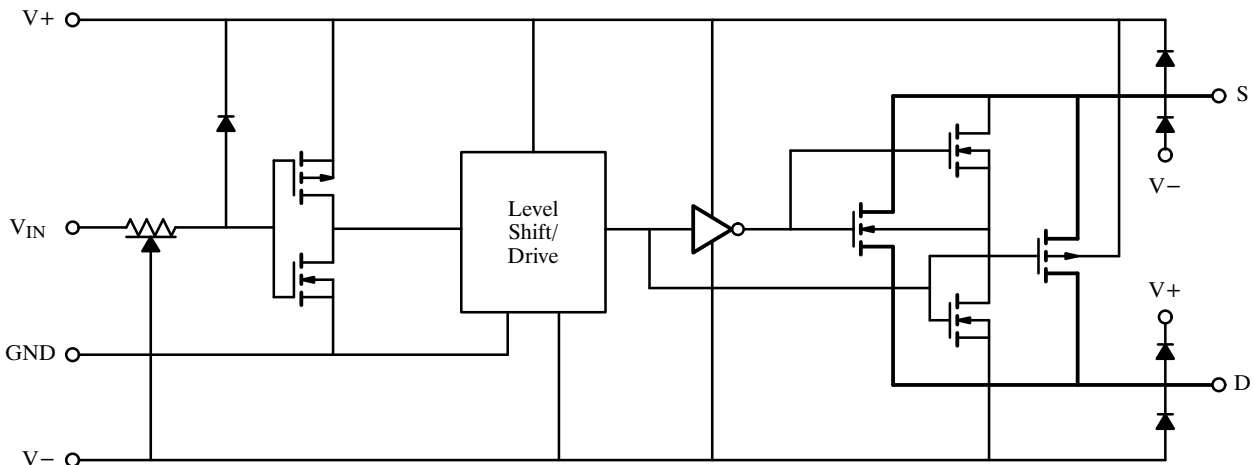 V+
S
V−
Level
Shift/
Drive
VIN
V+
GND
D
V−